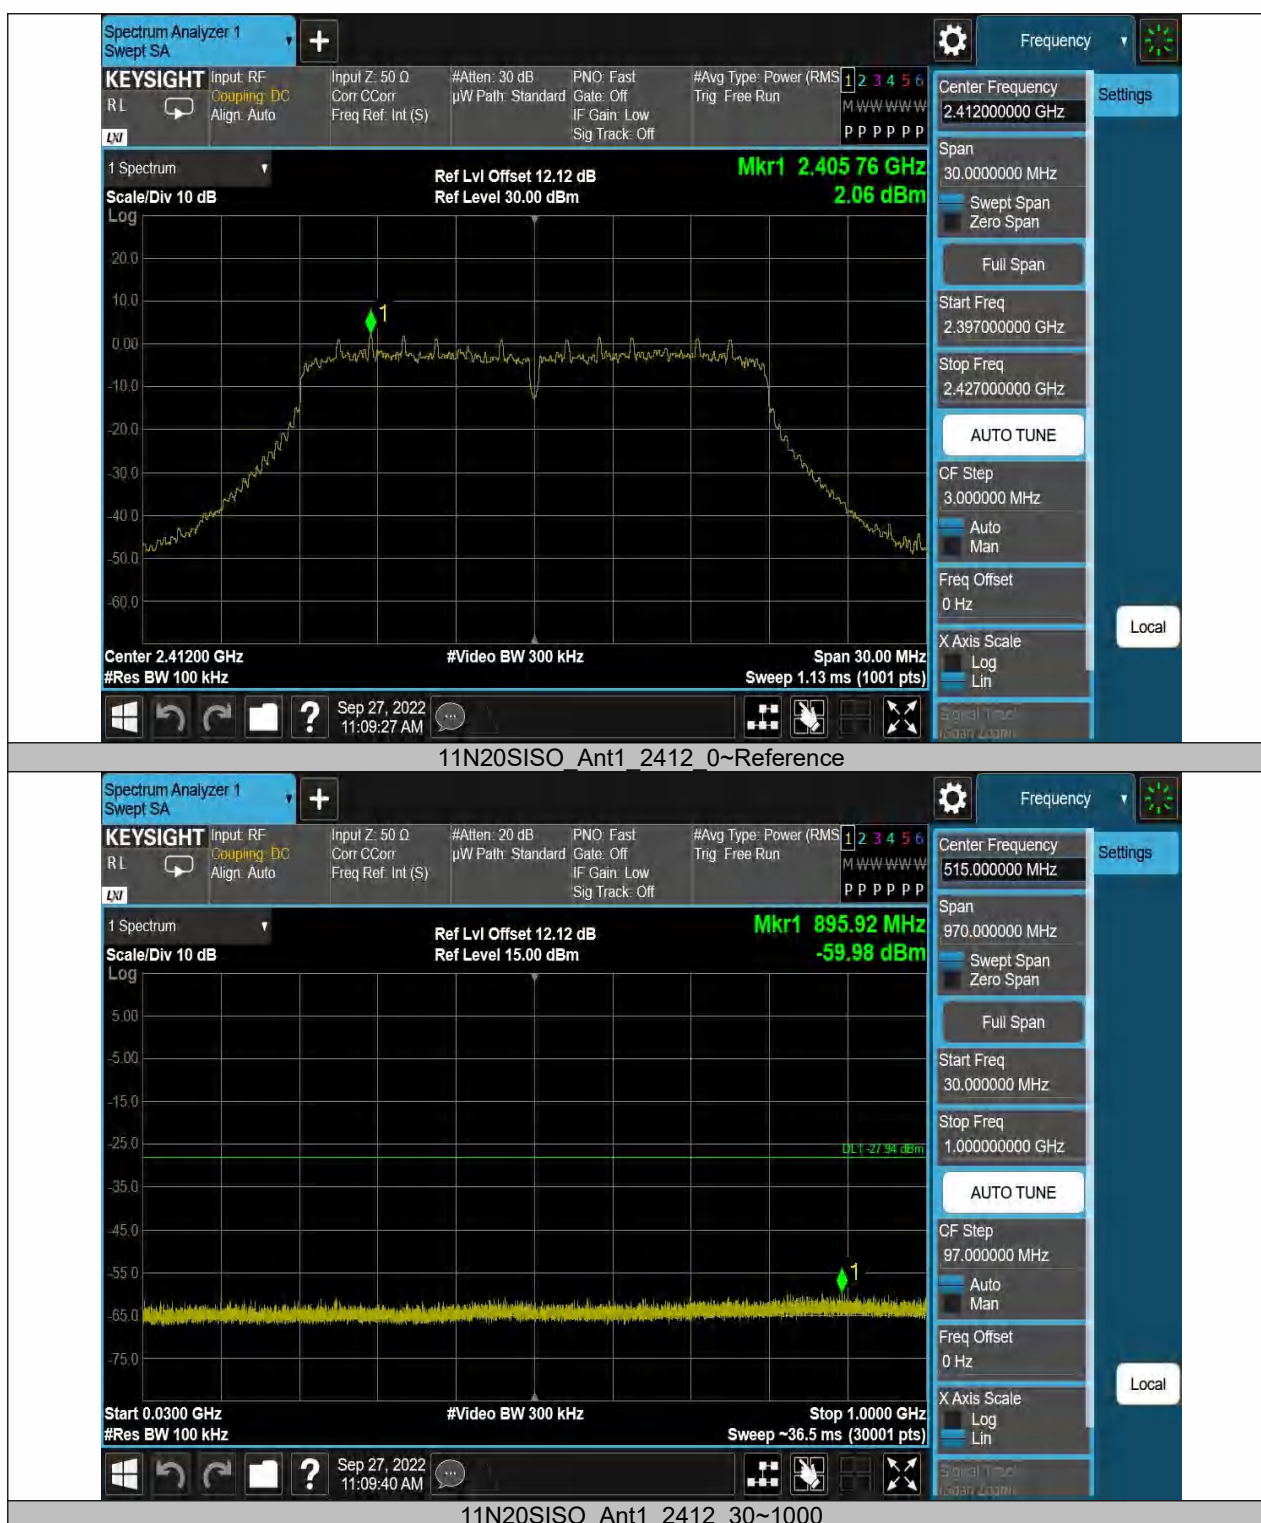 Spectrum Analyzer 1
Swept SA
Frequency
KEYSIGHT
R L
LXI
Input: RF
Coupling: DC
Align: Auto
Input Z: 50 Ω
Corr CCorr
Freq Ref: Int (S)
#Atten: 30 dB
µW Path: Standard
PNO: Fast
Gate: Off
IF Gain: Low
Sig Track: Off
#Avg Type: Power (RMS
Trig: Free Run
1 2 3 4 5 6
M W W W W W
P P P P P P
1 Spectrum
Scale/Div 10 dB
Ref Lvl Offset 12.12 dB
Ref Level 30.00 dBm
Mkr1 2.405 76 GHz
2.06 dBm
Log
20.0
10.0
0.00
-10.0
-20.0
-30.0
-40.0
-50.0
-60.0
1
Center 2.41200 GHz
#Res BW 100 kHz
#Video BW 300 kHz
Span 30.00 MHz
Sweep 1.13 ms (1001 pts)
Sep 27, 2022
11:09:27 AM
Center Frequency
2.412000000 GHz
Settings
Span
30.0000000 MHz
Swept Span
Zero Span
Full Span
Start Freq
2.397000000 GHz
Stop Freq
2.427000000 GHz
AUTO TUNE
CF Step
3.000000 MHz
Auto
Man
Freq Offset
0 Hz
X Axis Scale
Log
Lin
Local
Signal Track
(Span Zoom)
11N20SISO_Ant1_2412_0~Reference
Spectrum Analyzer 1
Swept SA
Frequency
KEYSIGHT
R L
LXI
Input: RF
Coupling: DC
Align: Auto
Input Z: 50 Ω
Corr CCorr
Freq Ref: Int (S)
#Atten: 20 dB
µW Path: Standard
PNO: Fast
Gate: Off
IF Gain: Low
Sig Track: Off
#Avg Type: Power (RMS
Trig: Free Run
1 2 3 4 5 6
M W W W W W
P P P P P P
1 Spectrum
Scale/Div 10 dB
Ref Lvl Offset 12.12 dB
Ref Level 15.00 dBm
Mkr1 895.92 MHz
-59.98 dBm
Log
5.00
-5.00
-15.0
-25.0
-35.0
-45.0
-55.0
-65.0
-75.0
DL1 -27.94 dBm
1
Start 0.0300 GHz
#Res BW 100 kHz
#Video BW 300 kHz
Stop 1.0000 GHz
Sweep ~36.5 ms (30001 pts)
Sep 27, 2022
11:09:40 AM
Center Frequency
515.000000 MHz
Settings
Span
970.000000 MHz
Swept Span
Zero Span
Full Span
Start Freq
30.000000 MHz
Stop Freq
1.000000000 GHz
AUTO TUNE
CF Step
97.000000 MHz
Auto
Man
Freq Offset
0 Hz
X Axis Scale
Log
Lin
Local
Signal Track
(Span Zoom)
11N20SISO_Ant1_2412_30~1000